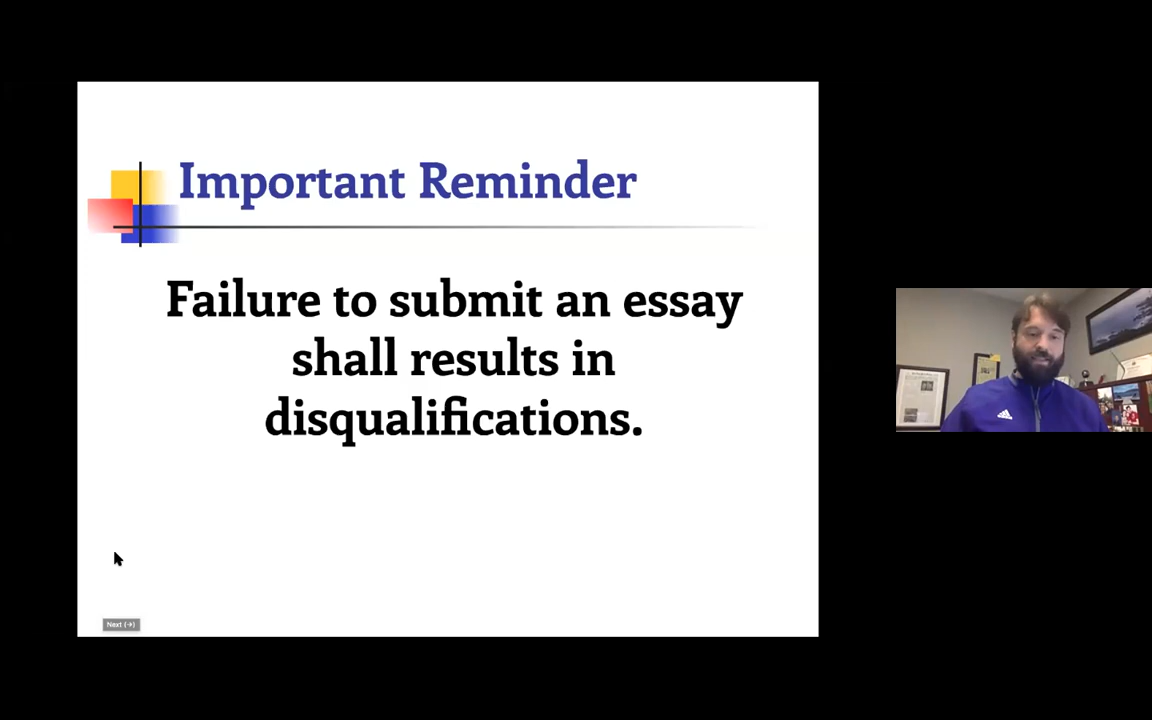 Important Reminder
Failure to submit an essay
shall results in
disqualifications.
Next (→)